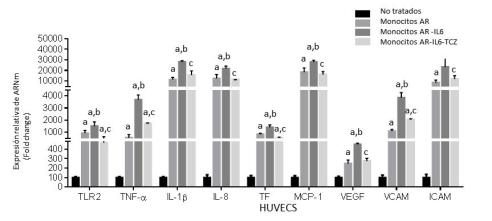 No tratados
Monocitos AR
Monocitos AR -IL6
Monocitos AR-IL6-TCZ
Expresión relativa de ARNm
(Fold change)
50000
40000
30000
20000
10000
4000
3000
2000
1000
400
300
200
100
0
a a,b a,c
a a,b a,c
a a,b c
a a,b c
a a,b a,c
a a,b c
a a,b c
a a,b a,c
a a,b c
TLR2 TNF-α IL-1β IL-8 TF MCP-1 VEGF VCAM ICAM
HUVECS